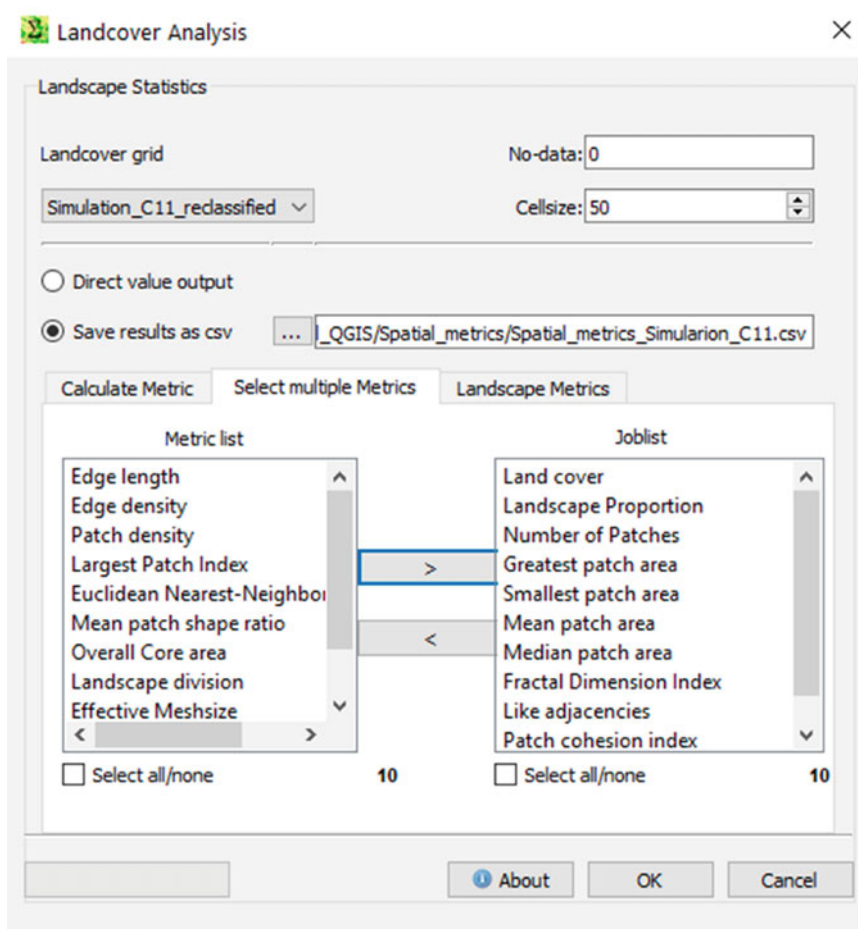 Landcover Analysis
Landscape Statistics
Landcover grid
No-data: 0
Simulation_C11_reclassified
Cellsize: 50
Direct value output
Save results as csv ... l_QGIS/Spatial_metrics/Spatial_metrics_Simularion_C11.csv
Calculate Metric Select multiple Metrics Landscape Metrics
Metric list
Edge length
Edge density
Patch density
Largest Patch Index
Euclidean Nearest-Neighbor
Mean patch shape ratio
Overall Core area
Landscape division
Effective Meshsize
Select all/none 10
>
<
Joblist
Land cover
Landscape Proportion
Number of Patches
Greatest patch area
Smallest patch area
Mean patch area
Median patch area
Fractal Dimension Index
Like adjacencies
Patch cohesion index
Select all/none 10
About OK Cancel